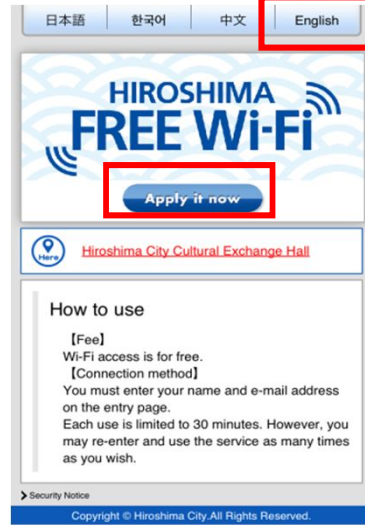 日本語 한국어 中文 English
HIROSHIMA
FREE Wi-Fi
Apply it now
Here Hiroshima City Cultural Exchange Hall
How to use
【Fee】
Wi-Fi access is for free.
【Connection method】
You must enter your name and e-mail address
on the entry page.
Each use is limited to 30 minutes. However, you
may re-enter and use the service as many times
as you wish.
Security Notice
Copyright © Hiroshima City.All Rights Reserved.